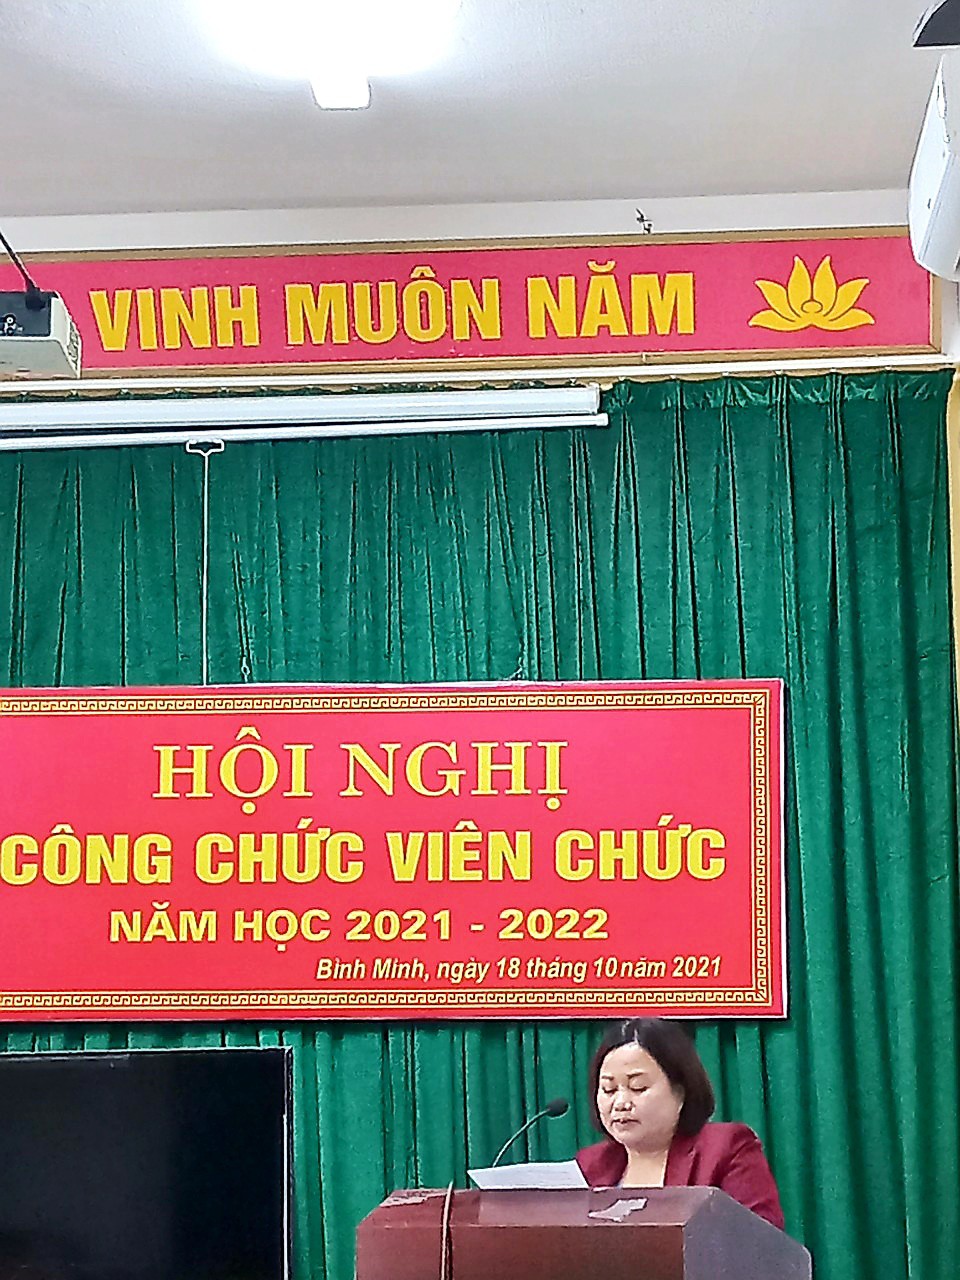 VINH MUÔN NĂM
HỘI NGHỊ
CÔNG CHỨC VIÊN CHỨC
NĂM HỌC 2021 - 2022
Bình Minh, ngày 18 tháng 10 năm 2021